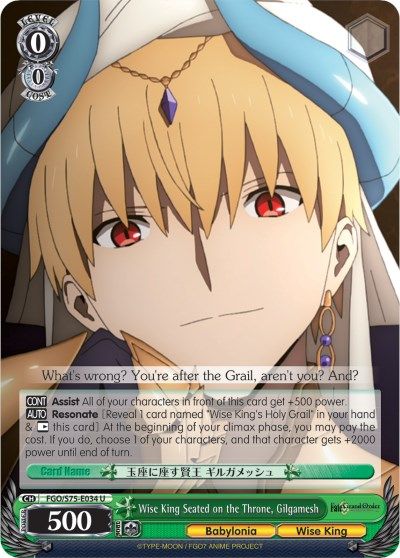 LEVEL
0
0
COST
What's wrong? You're after the Grail, aren't you? And?
CONT Assist All of your characters in front of this card get +500 power.
AUTO Resonate [Reveal 1 card named "Wise King's Holy Grail" in your hand
& this card] At the beginning of your climax phase, you may pay the
cost. If you do, choose 1 of your characters, and that character gets +2000
power until end of turn.
Card Name 玉座に座す賢王 ギルガメッシュ
CH FGO/S75-E034 U
POWER 500
Wise King Seated on the Throne, Gilgamesh
Fate/Grand Order
Babylonia Wise King
©TYPE-MOON / FGO7 ANIME PROJECT